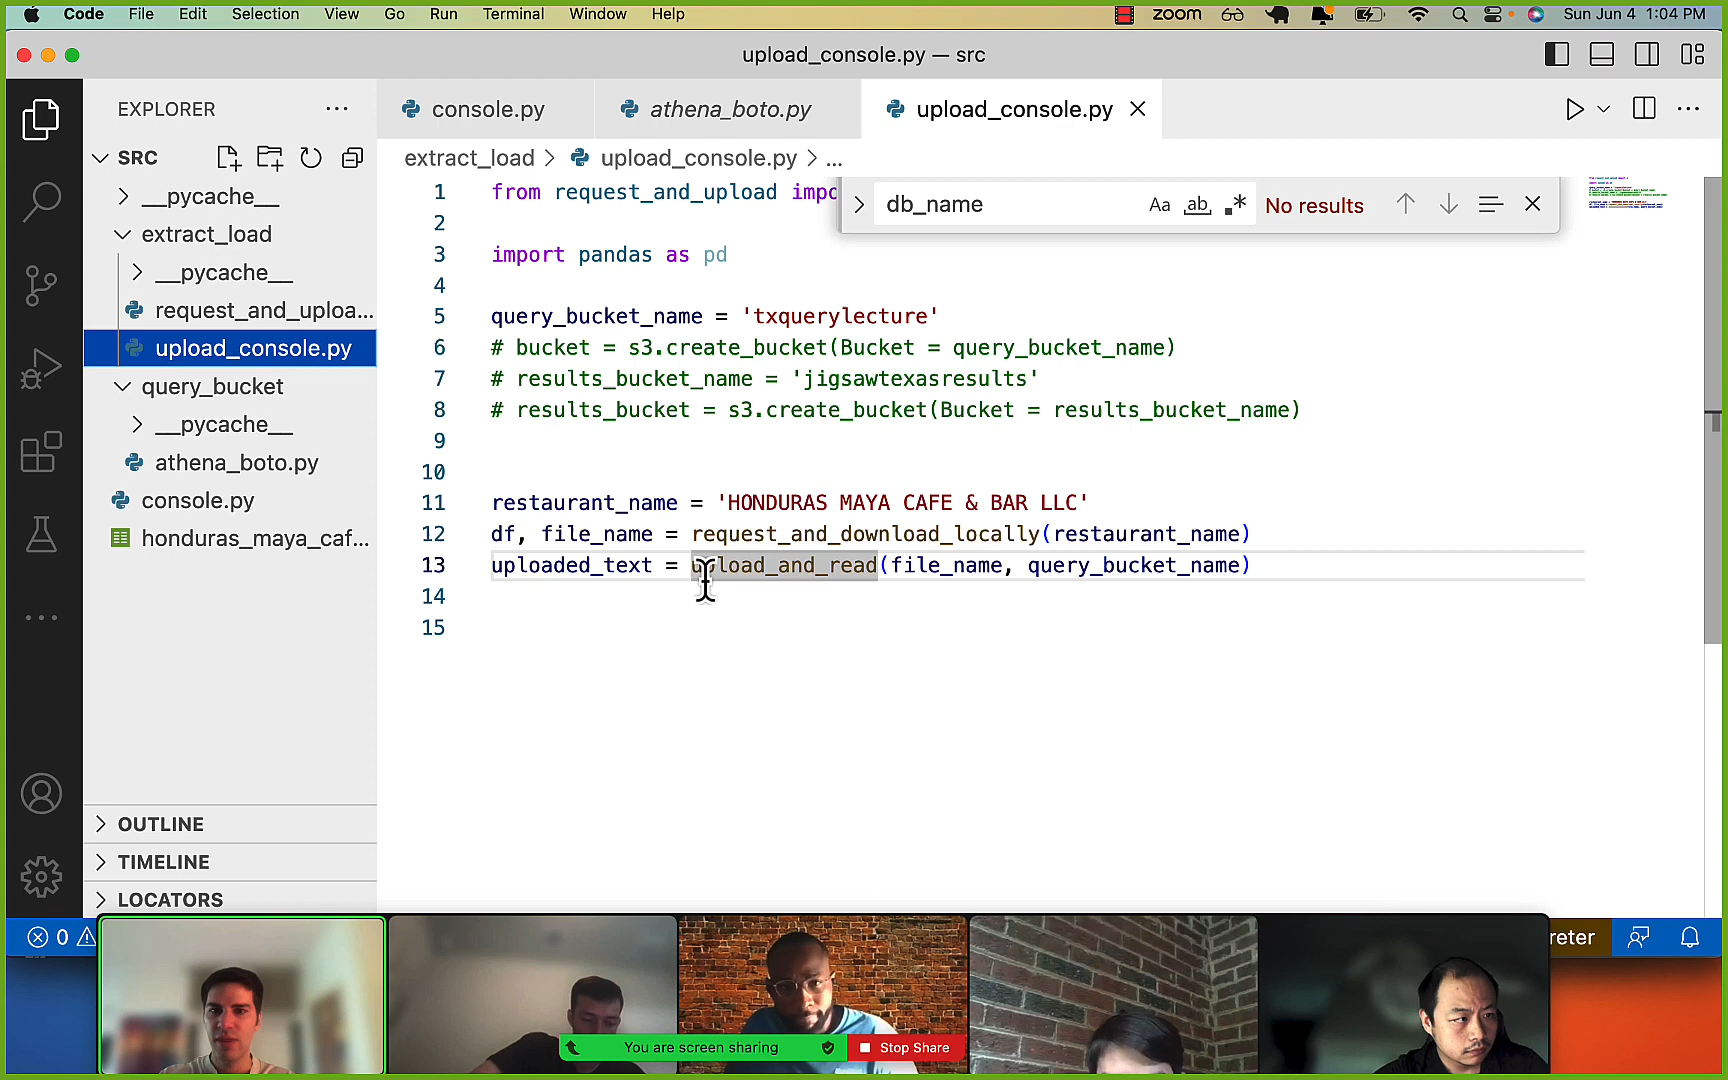 Code File Edit Selection View Go Run Terminal Window Help zoom Sun Jun 4 1:04 PM
upload_console.py — src
EXPLORER
console.py athena_boto.py upload_console.py
SRC
extract_load > upload_console.py > ...
__pycache__
extract_load
__pycache__
request_and_uploa...
upload_console.py
query_bucket
__pycache__
athena_boto.py
console.py
honduras_maya_caf...
OUTLINE
TIMELINE
LOCATORS
db_name Aa ab .* No results
1 from request_and_upload impo
2
3 import pandas as pd
4
5 query_bucket_name = 'txquerylecture'
6 # bucket = s3.create_bucket(Bucket = query_bucket_name)
7 # results_bucket_name = 'jigsawtexasresults'
8 # results_bucket = s3.create_bucket(Bucket = results_bucket_name)
9
10
11 restaurant_name = 'HONDURAS MAYA CAFE & BAR LLC'
12 df, file_name = request_and_download_locally(restaurant_name)
13 uploaded_text = upload_and_read(file_name, query_bucket_name)
14
15
0
reter
You are screen sharing
Stop Share